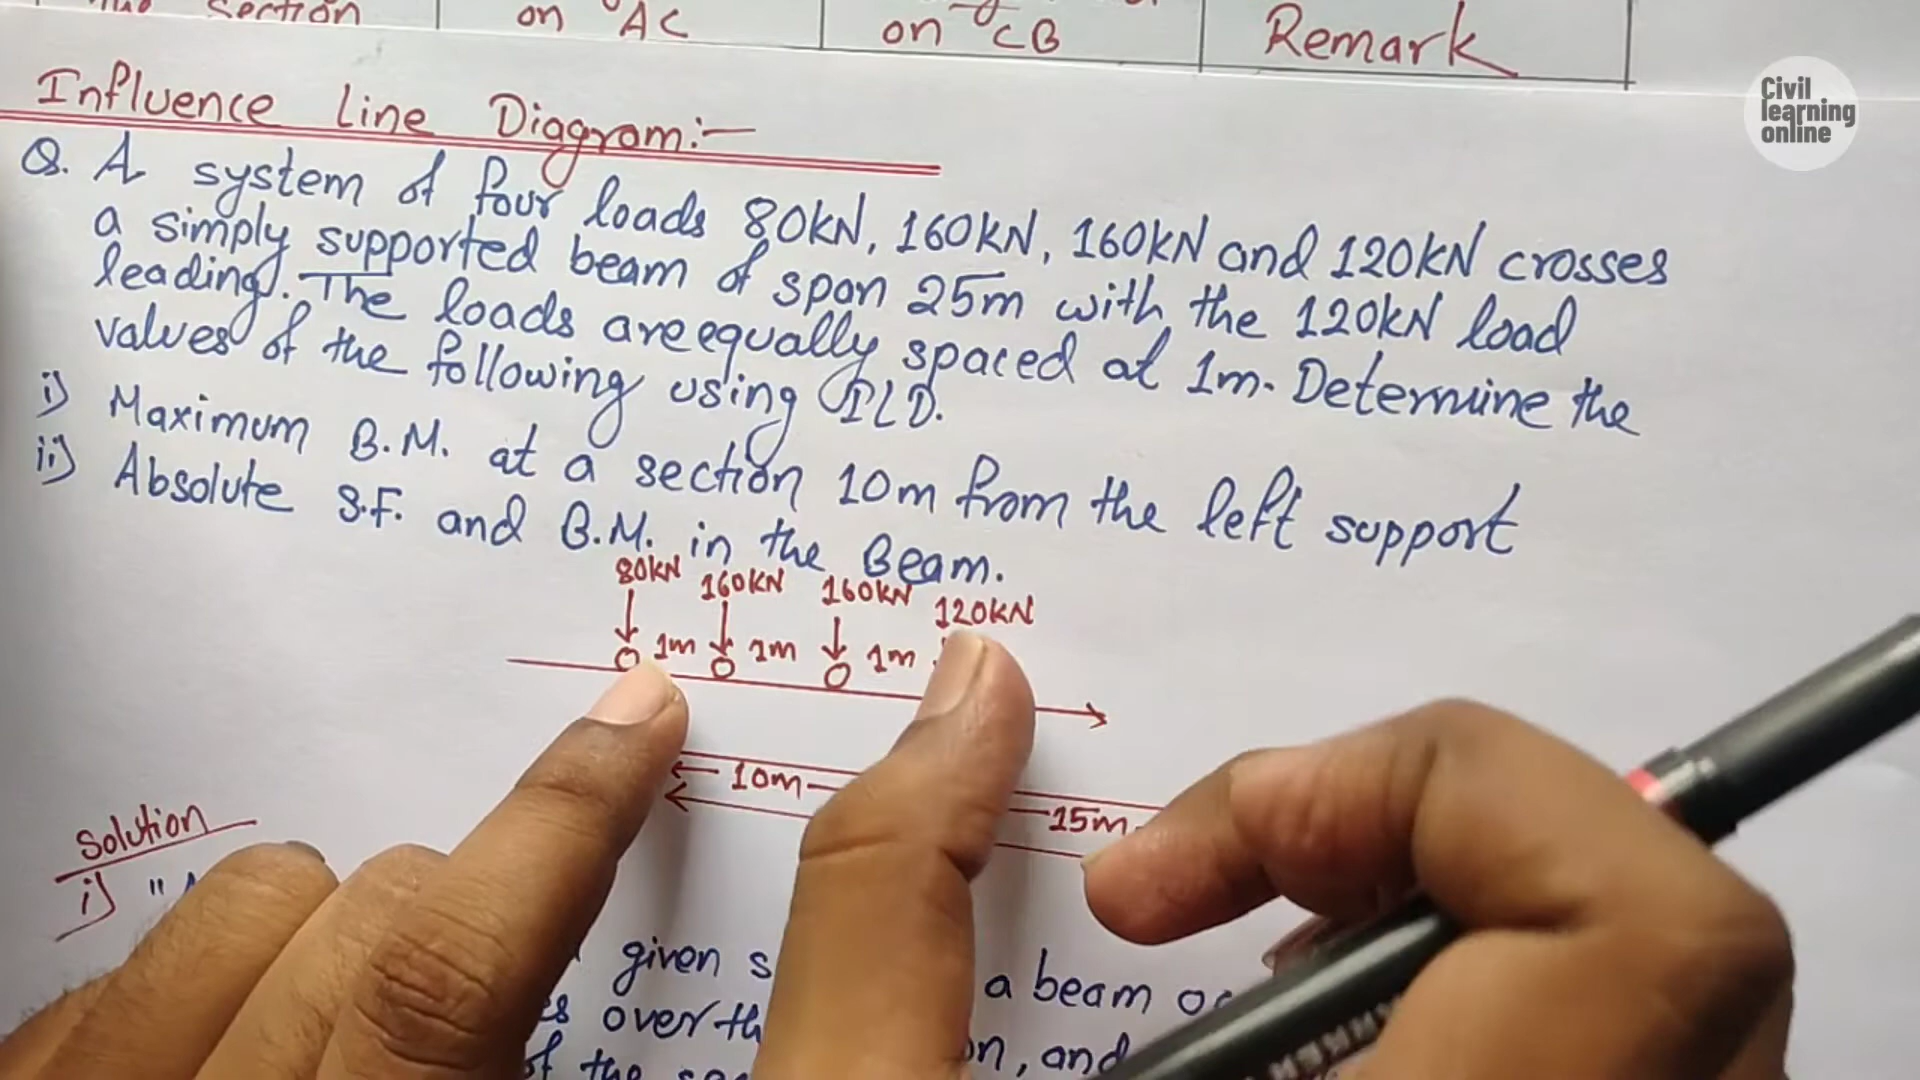 Section
on AC
on CB
Remark
Civil
learning
online
Influence Line Diagram:-
Q. A system of four loads 80kN, 160kN, 160kN and 120kN crosses
a simply supported beam of span 25m with the 120kN load
leading. The loads are equally spaced at 1m. Determine the
values of the following using ILD.
i) Maximum B.M. at a section 10m from the left support
ii) Absolute S.F. and B.M. in the Beam.
80kN 160kN 160kN 120kN
1m 1m 1m
10m
15m
Solution
i) "
given a beam
over
of the and